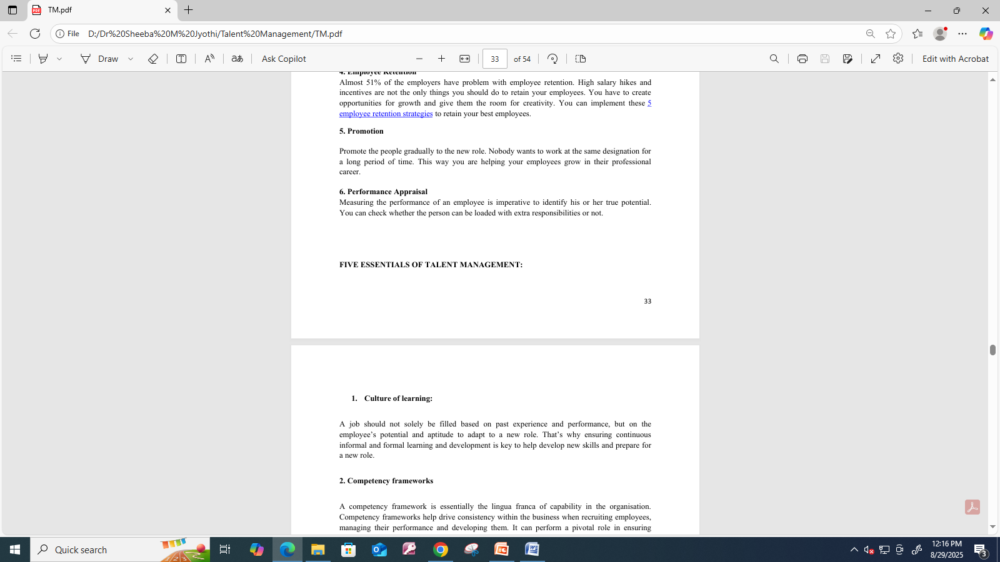 TM.pdf
File D:/Dr%20Sheeba%20M%20Jyothi/Talent%20Management/TM.pdf
Draw
aあ
Ask Copilot
33 of 54
Edit with Acrobat
4. Employee Retention
Almost 51% of the employers have problem with employee retention. High salary hikes and
incentives are not the only things you should do to retain your employees. You have to create
opportunities for growth and give them the room for creativity. You can implement these 5
employee retention strategies to retain your best employees.
5. Promotion
Promote the people gradually to the new role. Nobody wants to work at the same designation for
a long period of time. This way you are helping your employees grow in their professional
career.
6. Performance Appraisal
Measuring the performance of an employee is imperative to identify his or her true potential.
You can check whether the person can be loaded with extra responsibilities or not.
FIVE ESSENTIALS OF TALENT MANAGEMENT:
33
1. Culture of learning:
A job should not solely be filled based on past experience and performance, but on the
employee’s potential and aptitude to adapt to a new role. That’s why ensuring continuous
informal and formal learning and development is key to help develop new skills and prepare for
a new role.
2. Competency frameworks
A competency framework is essentially the lingua franca of capability in the organisation.
Competency frameworks help drive consistency within the business when recruiting employees,
managing their performance and developing them. It can perform a pivotal role in ensuring
Quick search
12:16 PM
8/29/2025
3